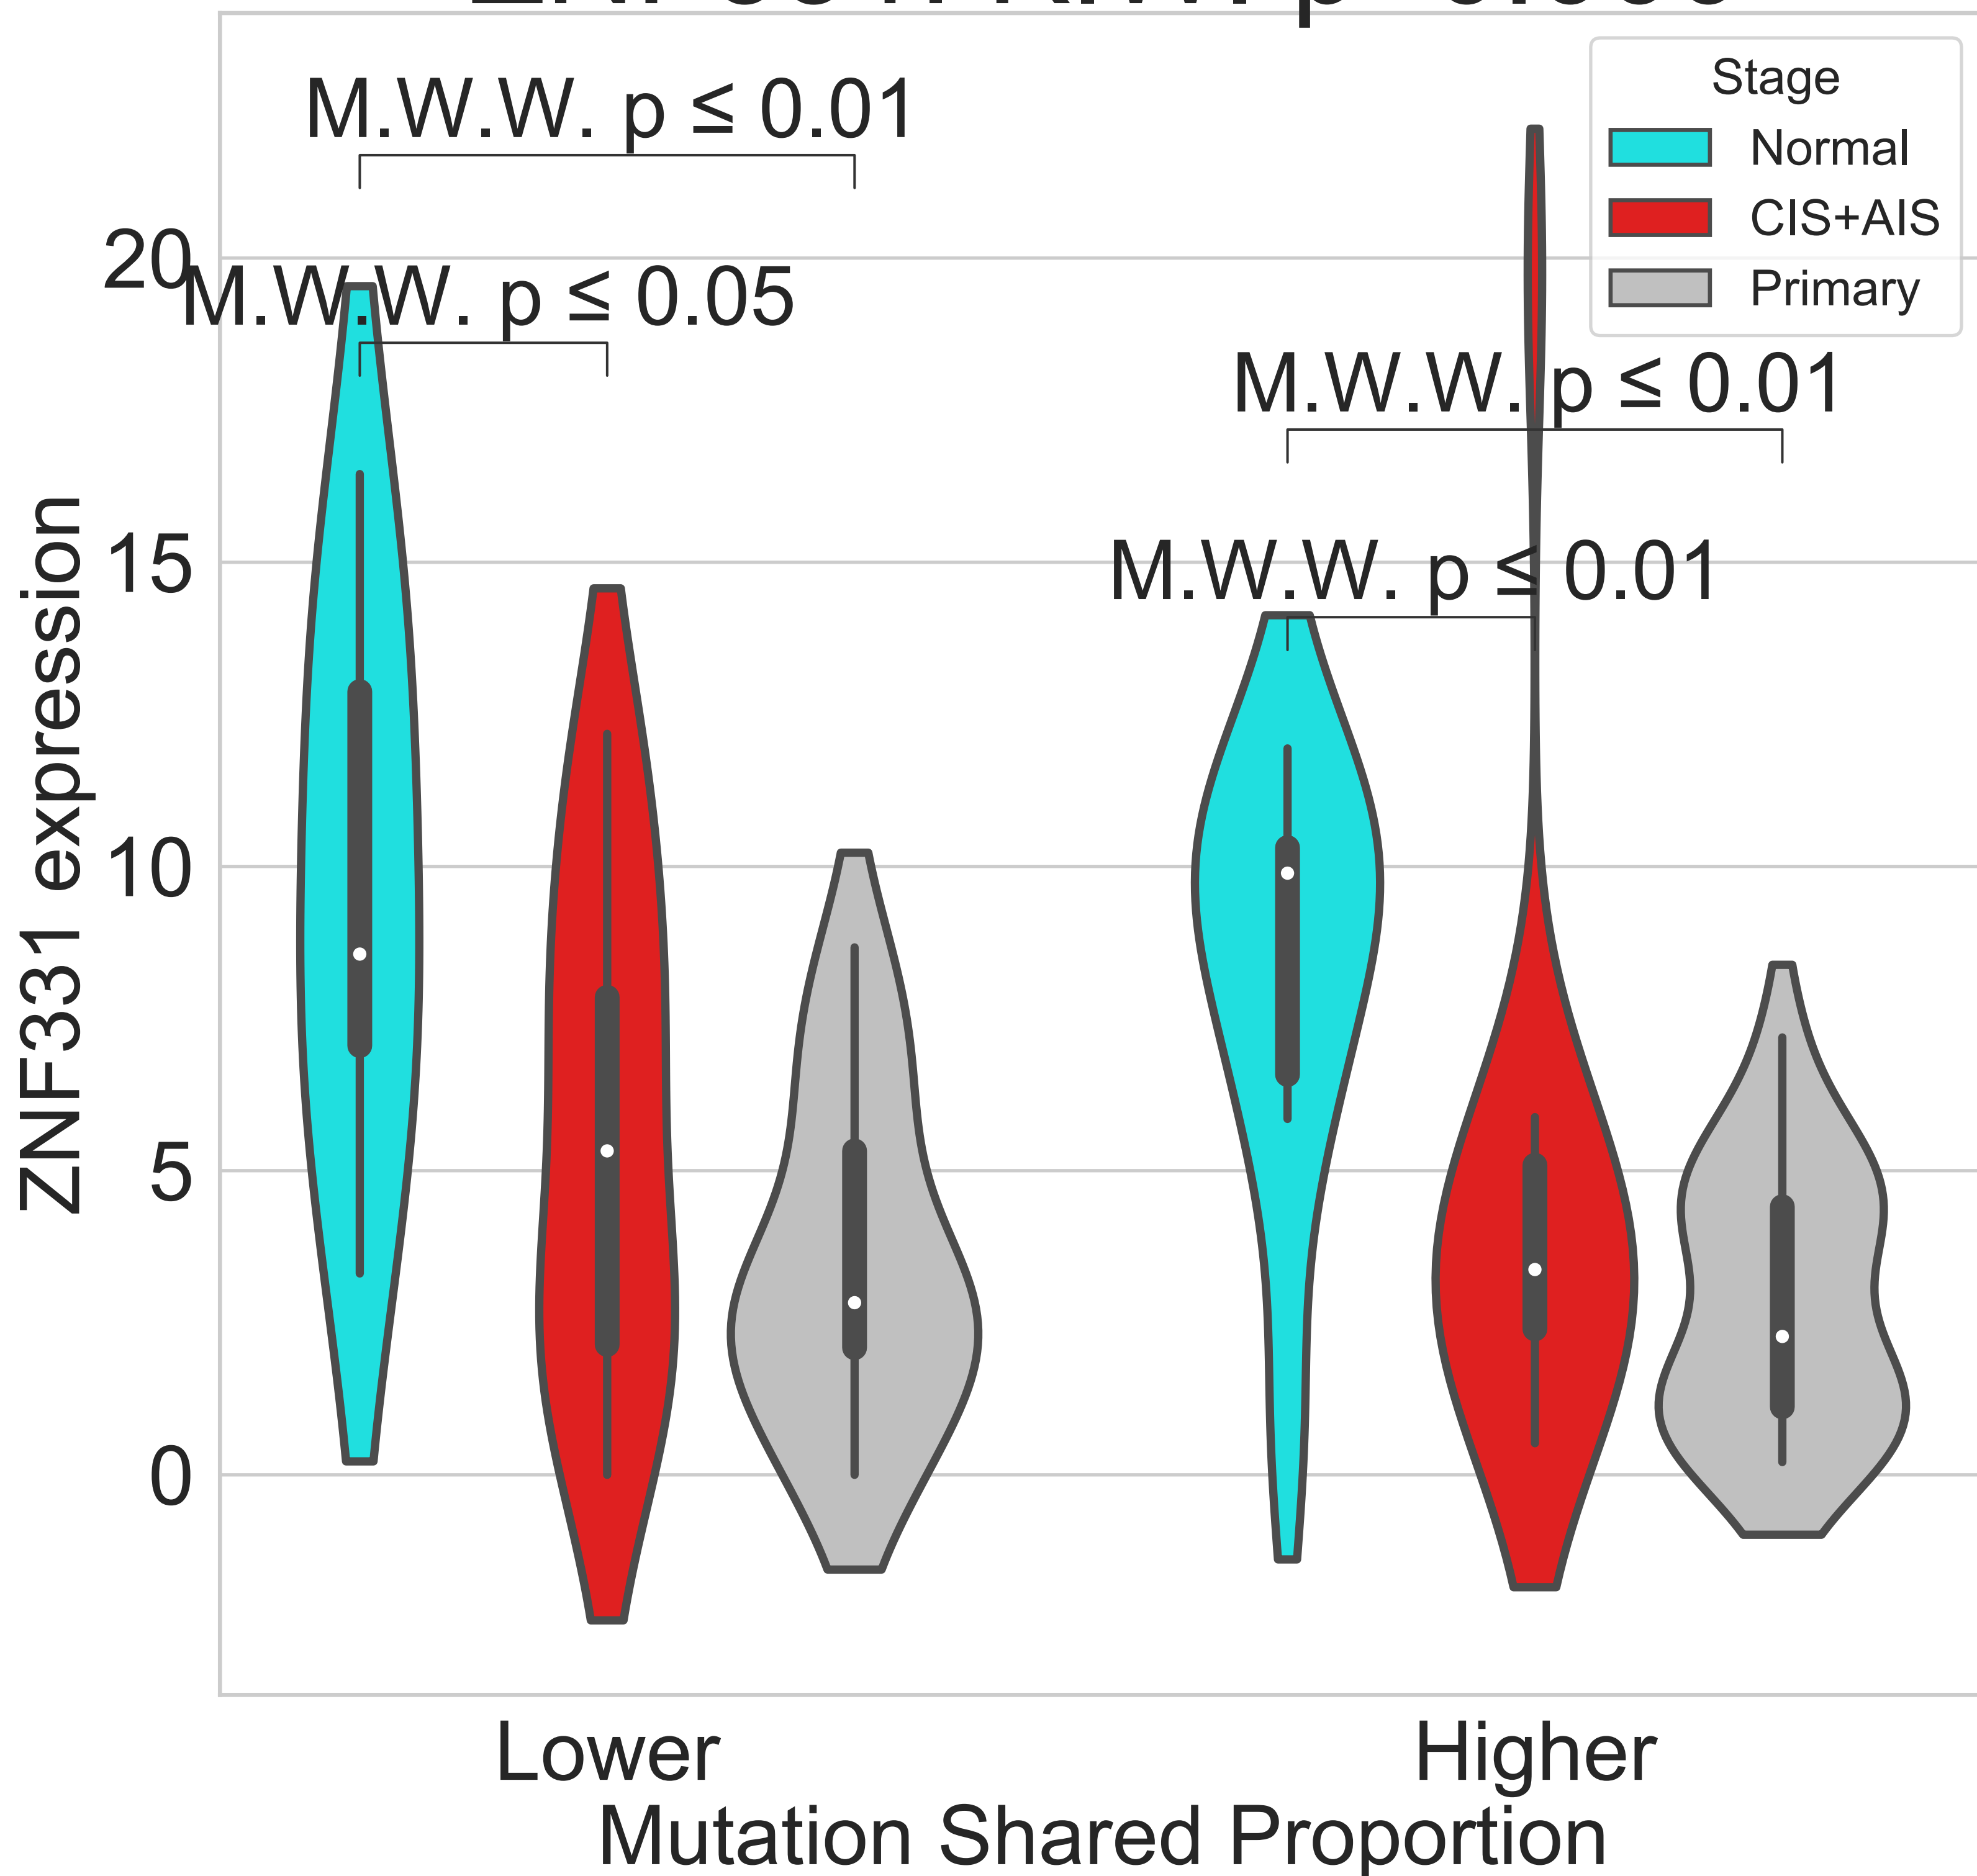 Stage
Normal
CIS+AIS
Primary
M.W.W. p ≤ 0.01
M.W.W. p ≤ 0.05
M.W.W. p ≤ 0.01
M.W.W. p ≤ 0.01
20
15
10
5
0
ZNF331 expression
Lower
Higher
Mutation Shared Proportion